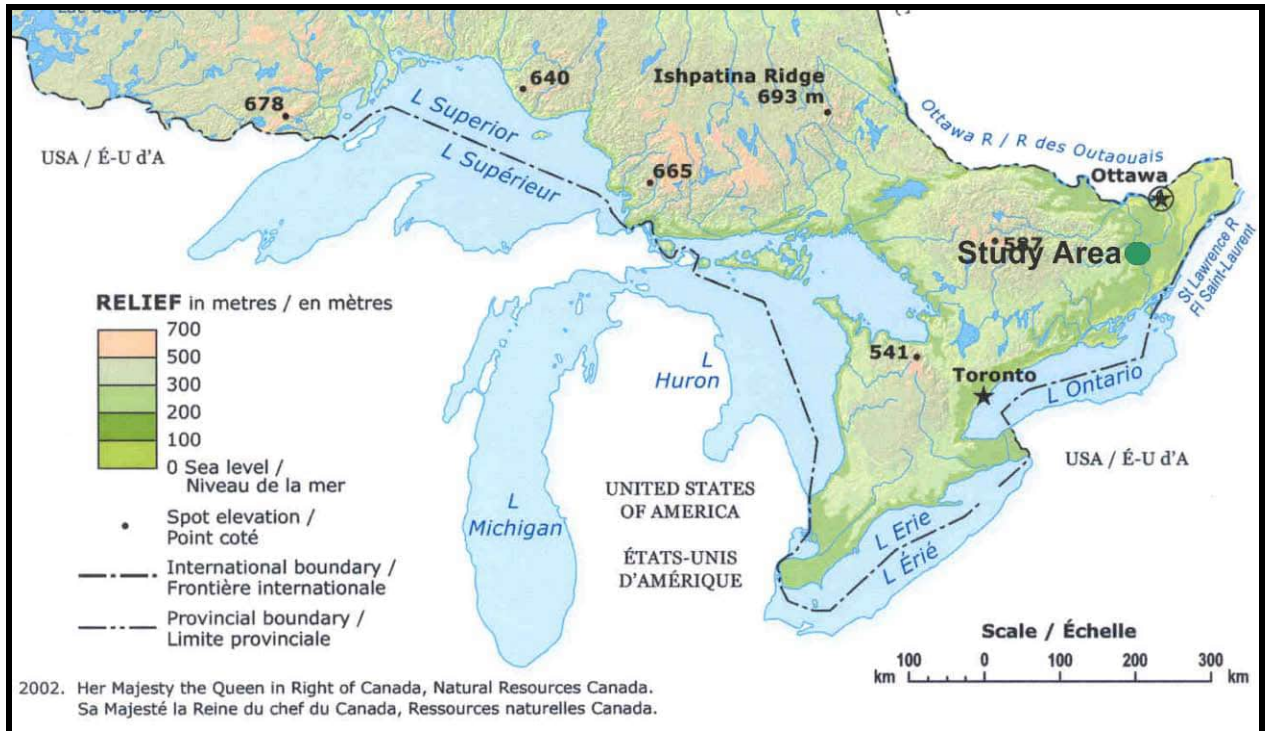 640
Ishpatina Ridge
693 m
678
L Superior
L Supérieur
Ottawa R / R des Outaouais
USA / É-U d'A
665
Ottawa
587
Study Area
St Lawrence R
Fl Saint-Laurent
RELIEF in metres / en mètres
700
500
300
200
100
0 Sea level /
Niveau de la mer
541
L
Huron
Toronto
L Ontario
USA / É-U d'A
UNITED STATES
OF AMERICA
ÉTATS-UNIS
D'AMÉRIQUE
L
Michigan
L Erie
L Érié
Spot elevation /
Point coté
International boundary /
Frontière internationale
Provincial boundary /
Limite provinciale
Scale / Échelle
100 0 100 200 300
km km
2002. Her Majesty the Queen in Right of Canada, Natural Resources Canada.
Sa Majesté la Reine du chef du Canada, Ressources naturelles Canada.